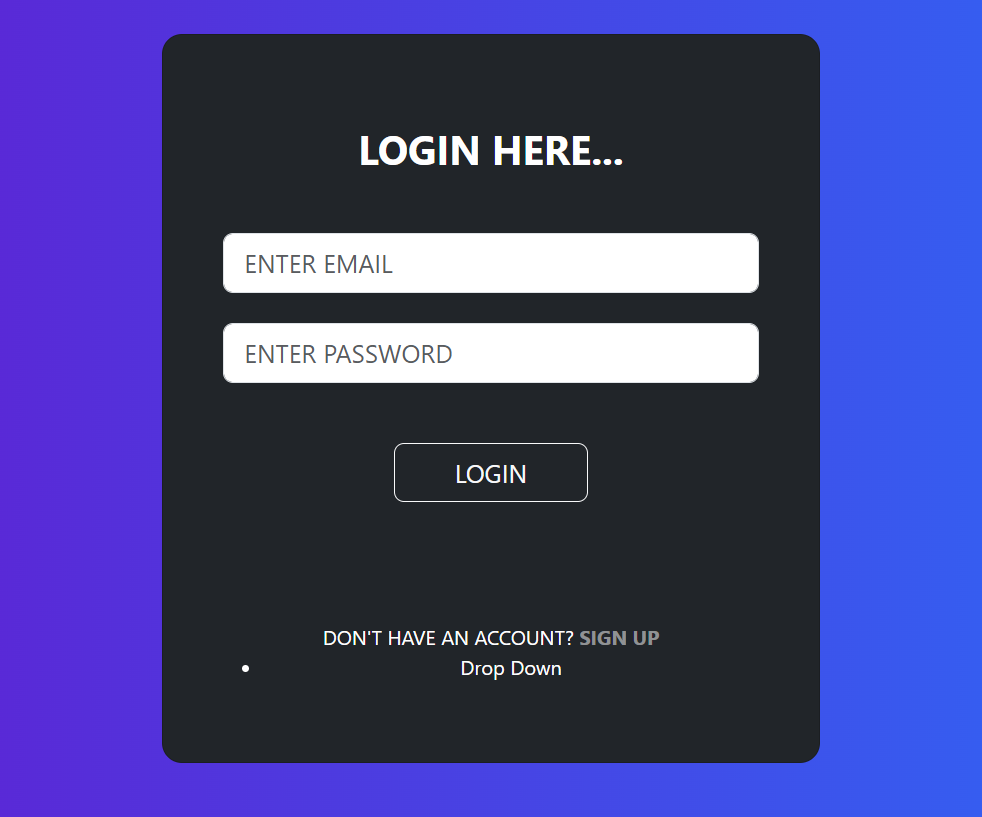 LOGIN HERE...
ENTER EMAIL
ENTER PASSWORD
LOGIN
DON'T HAVE AN ACCOUNT? SIGN UP
• Drop Down